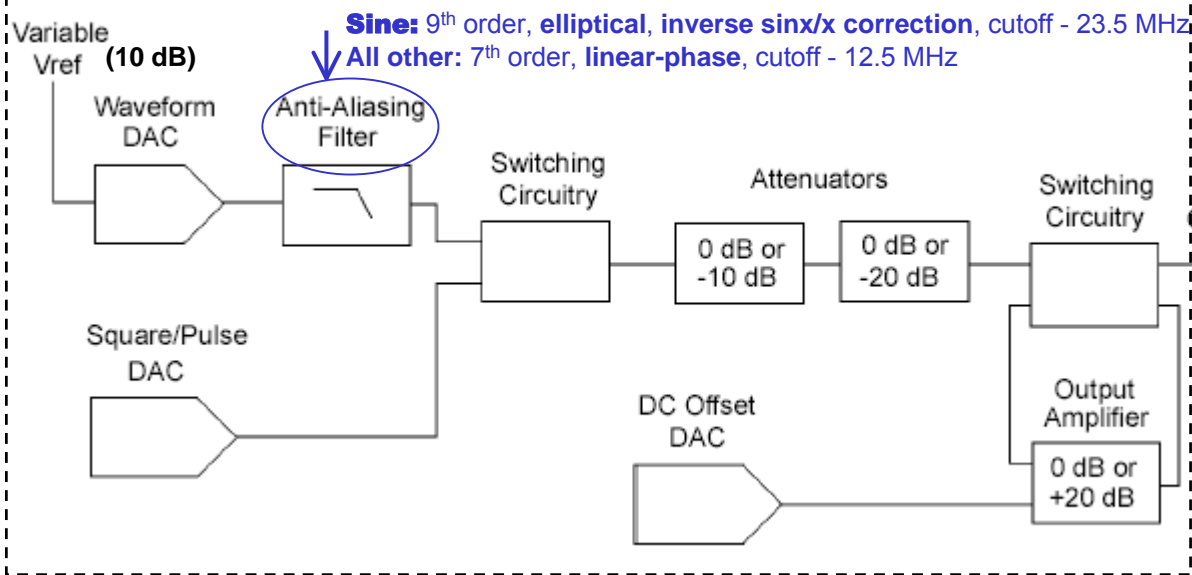 Sine: 9th order, elliptical, inverse sinx/x correction, cutoff - 23.5 MHz
All other: 7th order, linear-phase, cutoff - 12.5 MHz
Variable
Vref (10 dB)
Waveform
DAC
Anti-Aliasing
Filter
Switching
Circuitry
Attenuators
0 dB or
-10 dB
0 dB or
-20 dB
Switching
Circuitry
Square/Pulse
DAC
DC Offset
DAC
Output
Amplifier
0 dB or
+20 dB